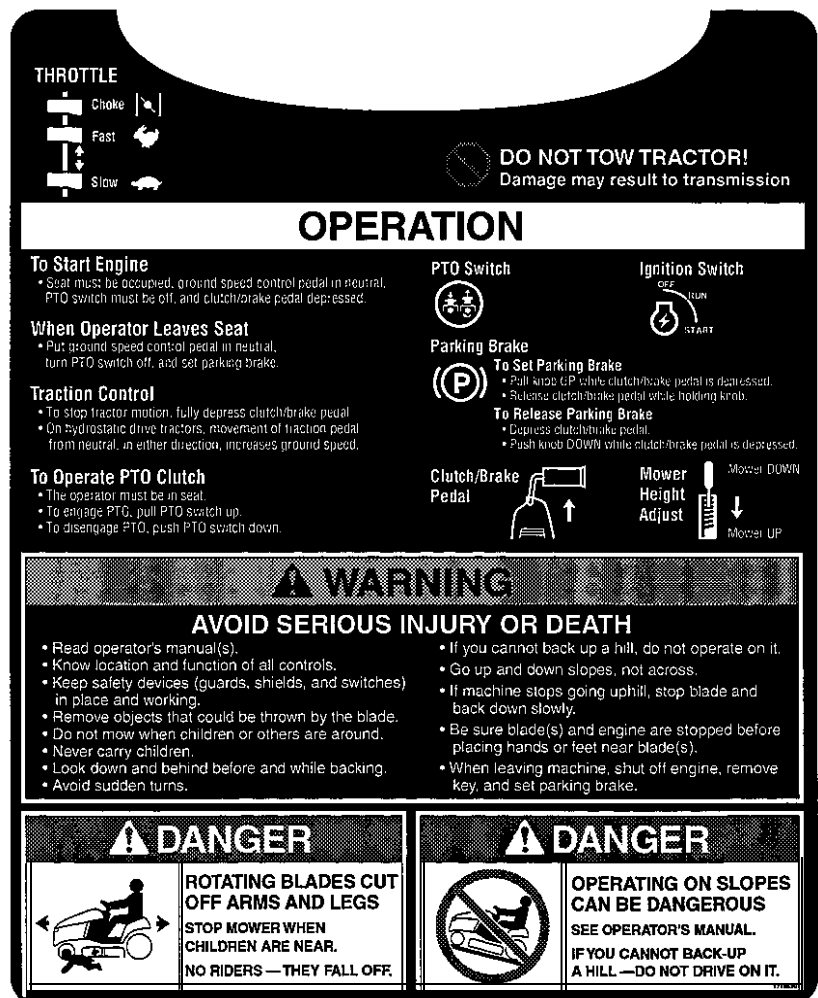 THROTTLE
Choke
Fast
Slow
DO NOT TOW TRACTOR!
Damage may result to transmission
OPERATION
To Start Engine
• Seat must be occupied, ground speed control pedal in neutral,
PTO switch must be off, and clutch/brake pedal depressed.
When Operator Leaves Seat
• Put ground speed control pedal in neutral,
turn PTO switch off, and set parking brake.
Traction Control
• To stop tractor motion, fully depress clutch/brake pedal
• On hydrostatic drive tractors, movement of traction pedal
from neutral, in either direction, increases ground speed.
To Operate PTO Clutch
• The operator must be in seat.
• To engage PTO, pull PTO switch up.
• To disengage PTO, push PTO switch down.
PTO Switch
Ignition Switch
OFF
RUN
START
Parking Brake
(P)
To Set Parking Brake
• Pull knob UP while clutch/brake pedal is depressed.
• Release clutch/brake pedal while holding knob.
To Release Parking Brake
• Depress clutch/brake pedal.
• Push knob DOWN while clutch/brake pedal is depressed.
Clutch/Brake
Pedal
Mower
Height
Adjust
Mower DOWN
Mower UP
WARNING
AVOID SERIOUS INJURY OR DEATH
• Read operator's manual(s).
• Know location and function of all controls.
• Keep safety devices (guards, shields, and switches)
in place and working.
• Remove objects that could be thrown by the blade.
• Do not mow when children or others are around.
• Never carry children.
• Look down and behind before and while backing.
• Avoid sudden turns.
• If you cannot back up a hill, do not operate on it.
• Go up and down slopes, not across.
• If machine stops going uphill, stop blade and
back down slowly.
• Be sure blade(s) and engine are stopped before
placing hands or feet near blade(s).
• When leaving machine, shut off engine, remove
key, and set parking brake.
DANGER
ROTATING BLADES CUT
OFF ARMS AND LEGS
STOP MOWER WHEN
CHILDREN ARE NEAR.
NO RIDERS — THEY FALL OFF.
DANGER
OPERATING ON SLOPES
CAN BE DANGEROUS
SEE OPERATOR'S MANUAL.
IF YOU CANNOT BACK-UP
A HILL — DO NOT DRIVE ON IT.